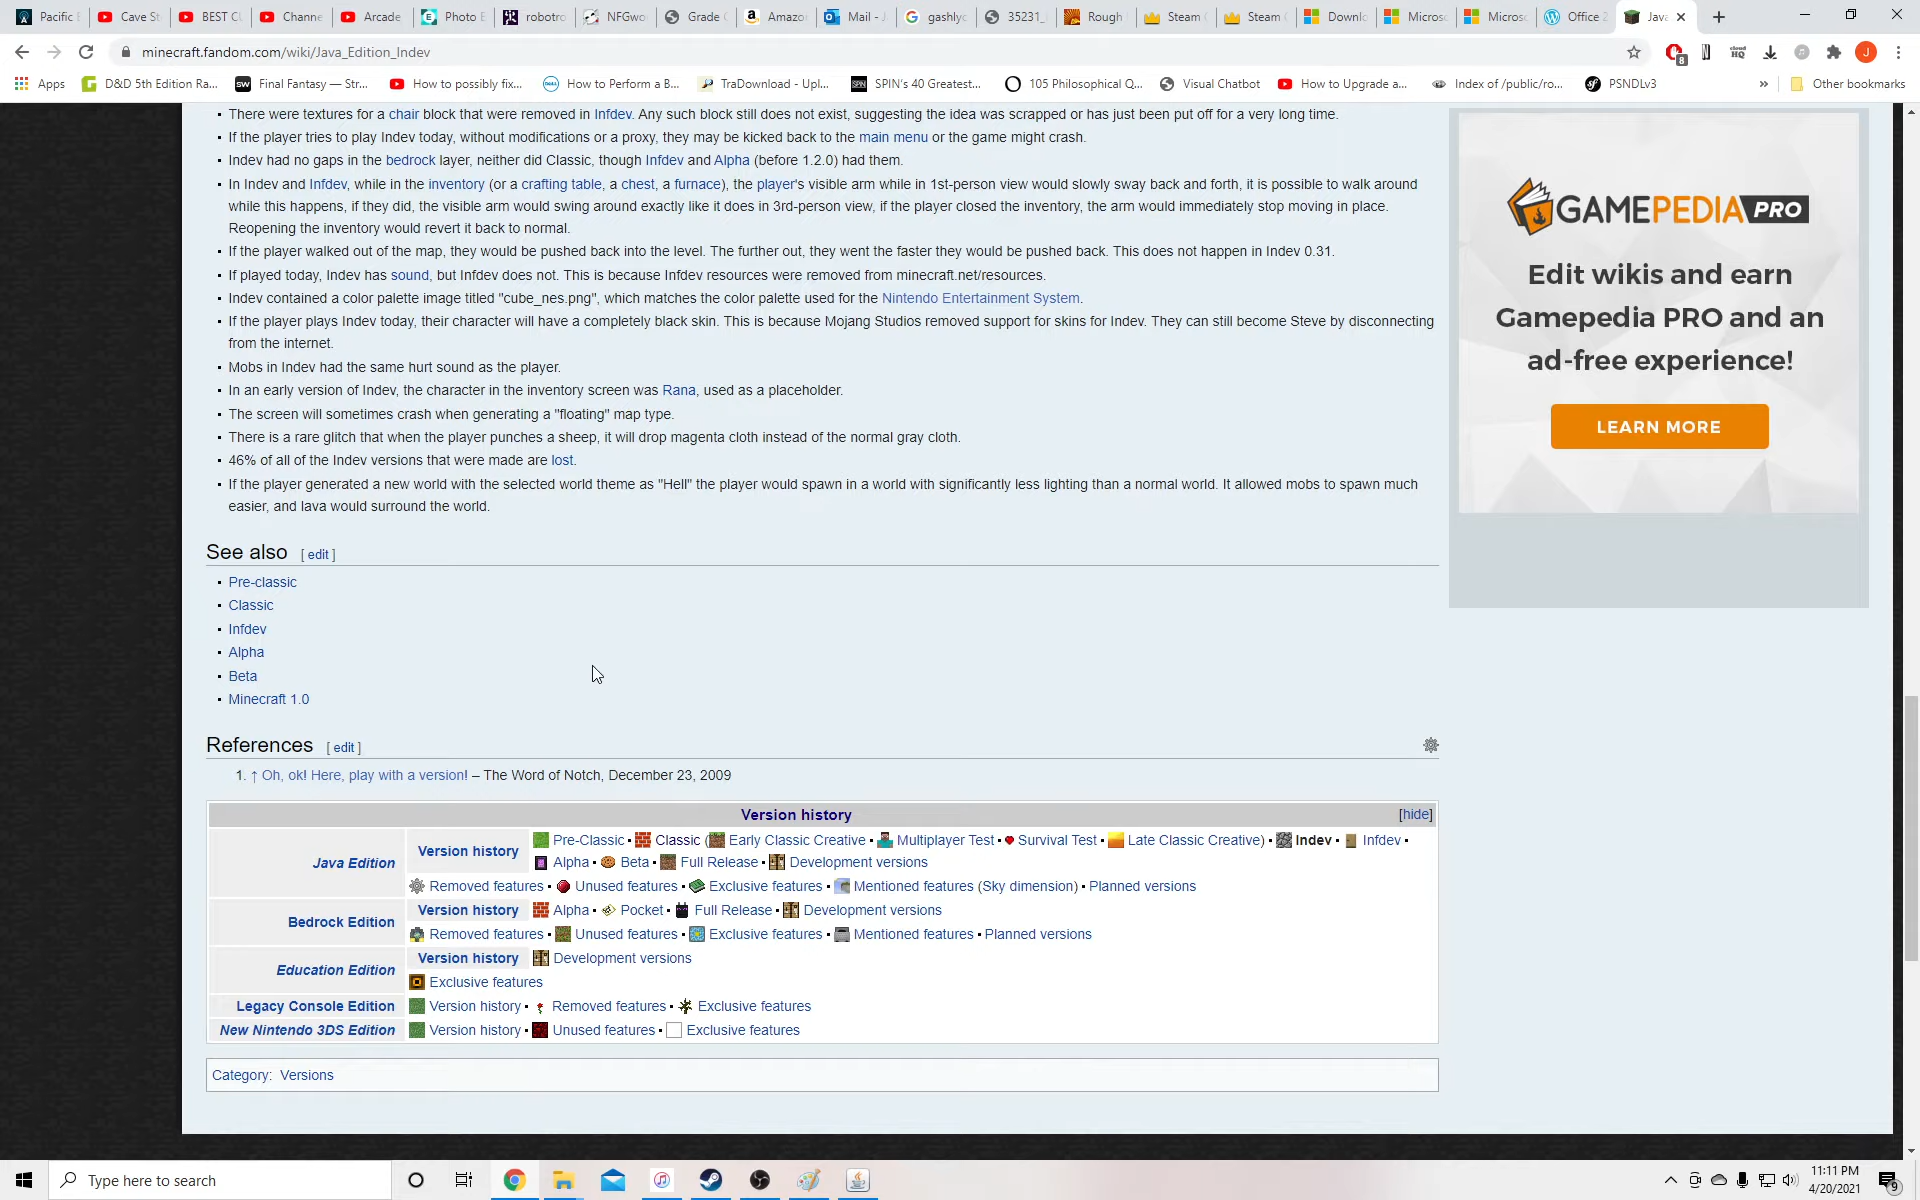 Pacific
Cave St
BEST Cl
Channe
Arcade
Photo E
robotro
NFGwo
Grade
Amazo
Mail - J
gashlyc
35231_
Rough
Steam
Steam
Downlo
Microso
Microso
Office 2
Java
minecraft.fandom.com/wiki/Java_Edition_Indev
8
J
Apps
D&D 5th Edition Ra...
Final Fantasy — Str...
How to possibly fix...
How to Perform a B...
TraDownload - Upl...
SPIN's 40 Greatest...
105 Philosophical Q...
Visual Chatbot
How to Upgrade a...
Index of /public/ro...
PSNDLv3
»
Other bookmarks
There were textures for a chair block that were removed in Infdev. Any such block still does not exist, suggesting the idea was scrapped or has just been put off for a very long time.
If the player tries to play Indev today, without modifications or a proxy, they may be kicked back to the main menu or the game might crash.
Indev had no gaps in the bedrock layer, neither did Classic, though Infdev and Alpha (before 1.2.0) had them.
In Indev and Infdev, while in the inventory (or a crafting table, a chest, a furnace), the player's visible arm while in 1st-person view would slowly sway back and forth, it is possible to walk around
while this happens, if they did, the visible arm would swing around exactly like it does in 3rd-person view, if the player closed the inventory, the arm would immediately stop moving in place.
Reopening the inventory would revert it back to normal.
If the player walked out of the map, they would be pushed back into the level. The further out, they went the faster they would be pushed back. This does not happen in Indev 0.31.
If played today, Indev has sound, but Infdev does not. This is because Infdev resources were removed from minecraft.net/resources.
Indev contained a color palette image titled "cube_nes.png", which matches the color palette used for the Nintendo Entertainment System.
If the player plays Indev today, their character will have a completely black skin. This is because Mojang Studios removed support for skins for Indev. They can still become Steve by disconnecting
from the internet.
Mobs in Indev had the same hurt sound as the player.
In an early version of Indev, the character in the inventory screen was Rana, used as a placeholder.
The screen will sometimes crash when generating a "floating" map type.
There is a rare glitch that when the player punches a sheep, it will drop magenta cloth instead of the normal gray cloth.
46% of all of the Indev versions that were made are lost.
If the player generated a new world with the selected world theme as "Hell" the player would spawn in a world with significantly less lighting than a normal world. It allowed mobs to spawn much
easier, and lava would surround the world.
GAMEPEDIA PRO
Edit wikis and earn
Gamepedia PRO and an
ad-free experience!
LEARN MORE
See also [ edit ]
Pre-classic
Classic
Infdev
Alpha
Beta
Minecraft 1.0
References [ edit ]
1. ↑ Oh, ok! Here, play with a version! – The Word of Notch, December 23, 2009
Version history [hide]
Java Edition
Version history
Pre-Classic · Classic (Early Classic Creative · Multiplayer Test · Survival Test · Late Classic Creative) · Indev · Infdev ·
Alpha · Beta · Full Release · Development versions
Removed features · Unused features · Exclusive features · Mentioned features (Sky dimension) · Planned versions
Bedrock Edition
Version history
Alpha · Pocket · Full Release · Development versions
Removed features · Unused features · Exclusive features · Mentioned features · Planned versions
Education Edition
Version history
Development versions
Exclusive features
Legacy Console Edition
Version history · Removed features · Exclusive features
New Nintendo 3DS Edition
Version history · Unused features · Exclusive features
Category: Versions
Type here to search
11:11 PM
4/20/2021
9